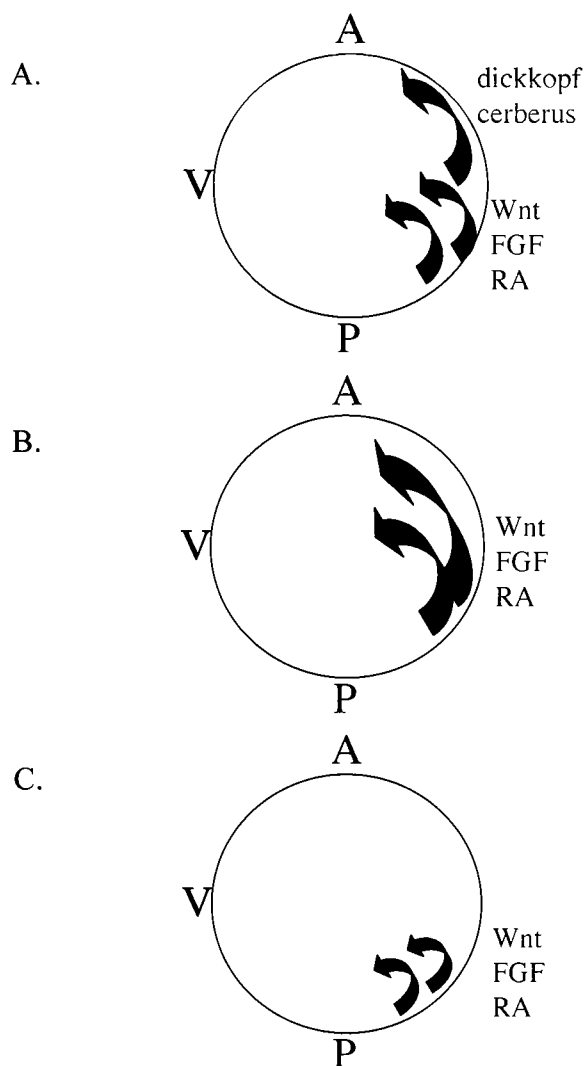 A.
A
dickkopf
cerberus
V
Wnt
FGF
RA
P
B.
A
V
Wnt
FGF
RA
P
C.
A
V
Wnt
FGF
RA
P